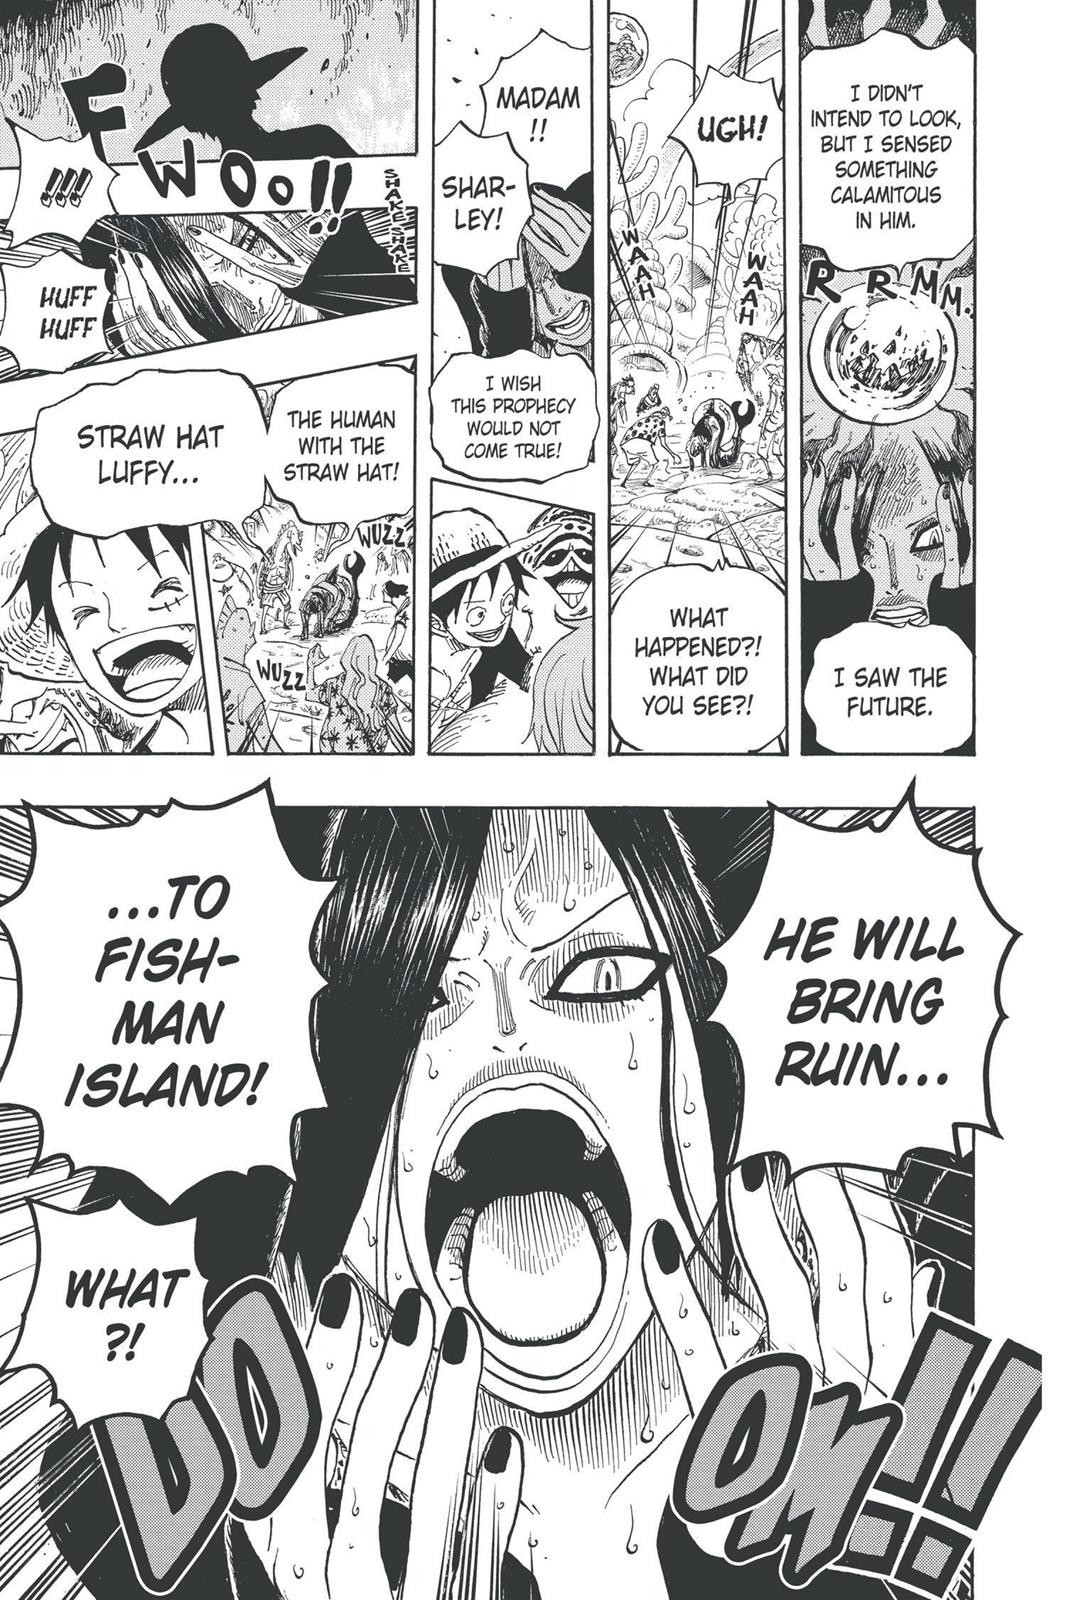 I DIDN'T
INTEND TO LOOK,
BUT I SENSED
SOMETHING
CALAMITOUS
IN HIM.
RRMM.
I SAW THE
FUTURE.
UGH!
WAAH
WAAH
WHAT
HAPPENED?!
WHAT DID
YOU SEE?!
MADAM
!!
SHAR-
LEY!
I WISH
THIS PROPHECY
WOULD NOT
COME TRUE!
FWOO!!
!!!
SHAKE SHAKE
HUFF
HUFF
THE HUMAN
WITH THE
STRAW HAT!
WUZZ
WUZZ
STRAW HAT
LUFFY...
HE WILL
BRING
RUIN...
...TO
FISH-
MAN
ISLAND!
WHAT
?!
DOOM!!